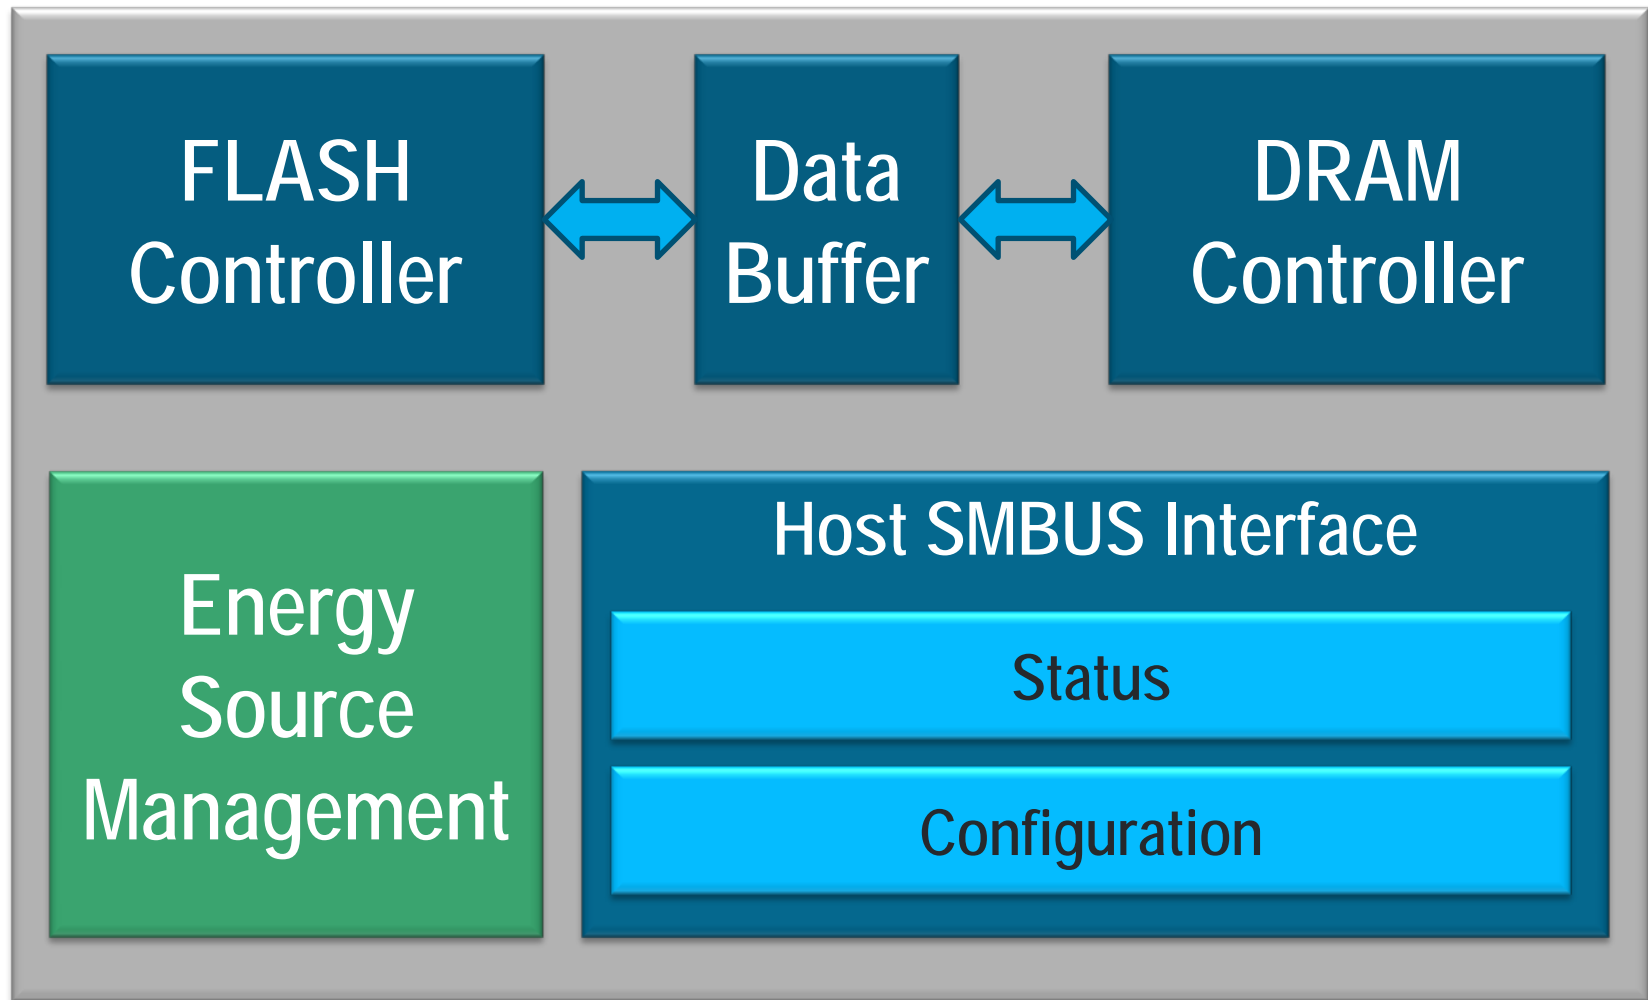 FLASH
Controller
Data
Buffer
DRAM
Controller
Energy
Source
Management
Host SMBUS Interface
Status
Configuration